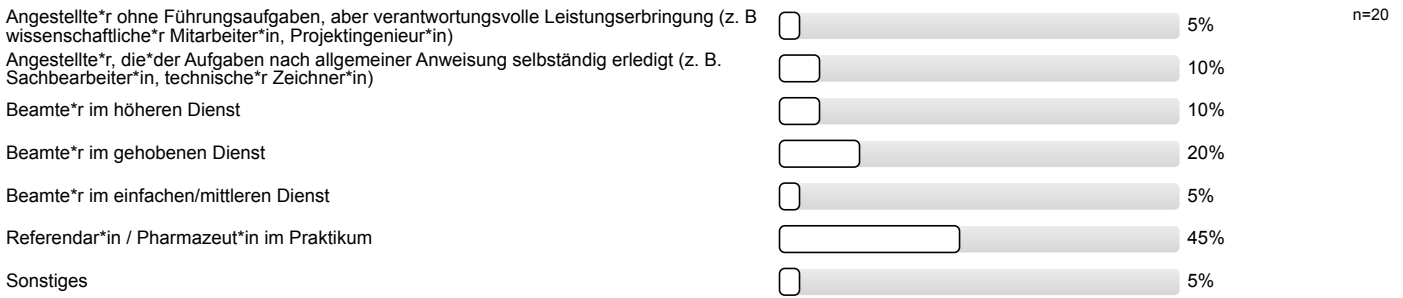 Angestellte*r ohne Führungsaufgaben, aber verantwortungsvolle Leistungserbringung (z. B
wissenschaftliche*r Mitarbeiter*in, Projektingenieur*in)
5%
n=20
Angestellte*r, die*der Aufgaben nach allgemeiner Anweisung selbständig erledigt (z. B.
Sachbearbeiter*in, technische*r Zeichner*in)
10%
Beamte*r im höheren Dienst
10%
Beamte*r im gehobenen Dienst
20%
Beamte*r im einfachen/mittleren Dienst
5%
Referendar*in / Pharmazeut*in im Praktikum
45%
Sonstiges
5%